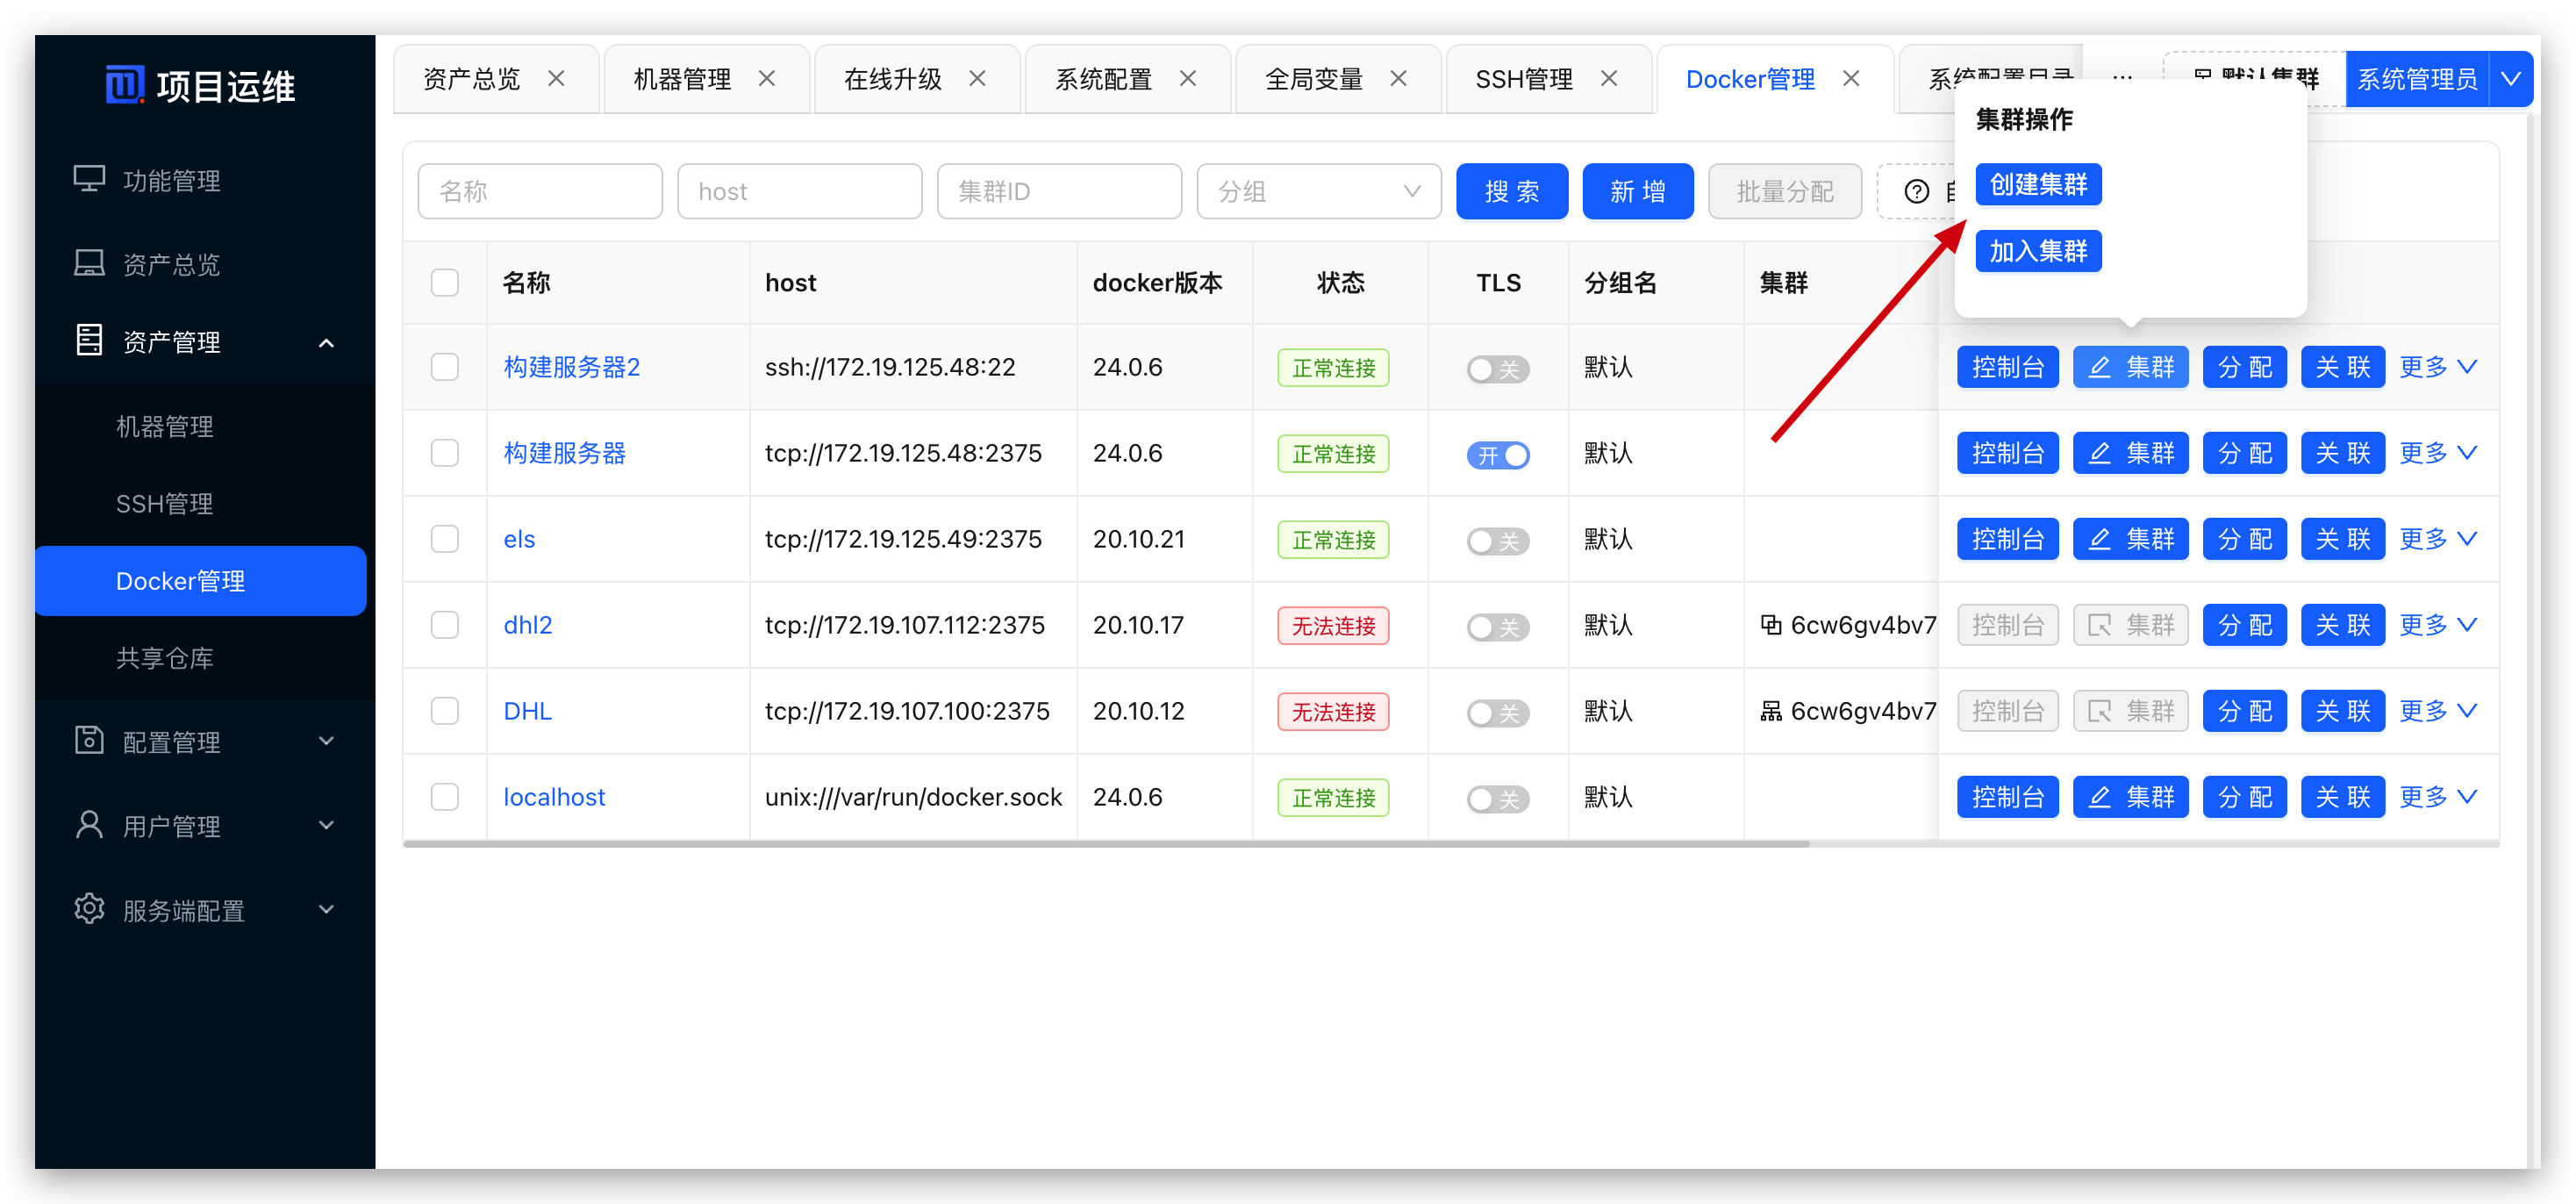 项目运维
功能管理
资产总览
资产管理
机器管理
SSH管理
Docker管理
共享仓库
配置管理
用户管理
服务端配置
资产总览
机器管理
在线升级
系统配置
全局变量
SSH管理
Docker管理
系统配置目录
...
默认集群
系统管理员
名称
host
集群ID
分组
搜 索
新 增
批量分配
集群操作
创建集群
加入集群
名称 host docker版本 状态 TLS 分组名 集群
构建服务器2 ssh://172.19.125.48:22 24.0.6 正常连接 关 默认 控制台 集群 分 配 关 联 更多
构建服务器 tcp://172.19.125.48:2375 24.0.6 正常连接 开 默认 控制台 集群 分 配 关 联 更多
els tcp://172.19.125.49:2375 20.10.21 正常连接 关 默认 控制台 集群 分 配 关 联 更多
dhl2 tcp://172.19.107.112:2375 20.10.17 无法连接 关 默认 6cw6gv4bv7 控制台 集群 分 配 关 联 更多
DHL tcp://172.19.107.100:2375 20.10.12 无法连接 关 默认 6cw6gv4bv7 控制台 集群 分 配 关 联 更多
localhost unix:///var/run/docker.sock 24.0.6 正常连接 关 默认 控制台 集群 分 配 关 联 更多